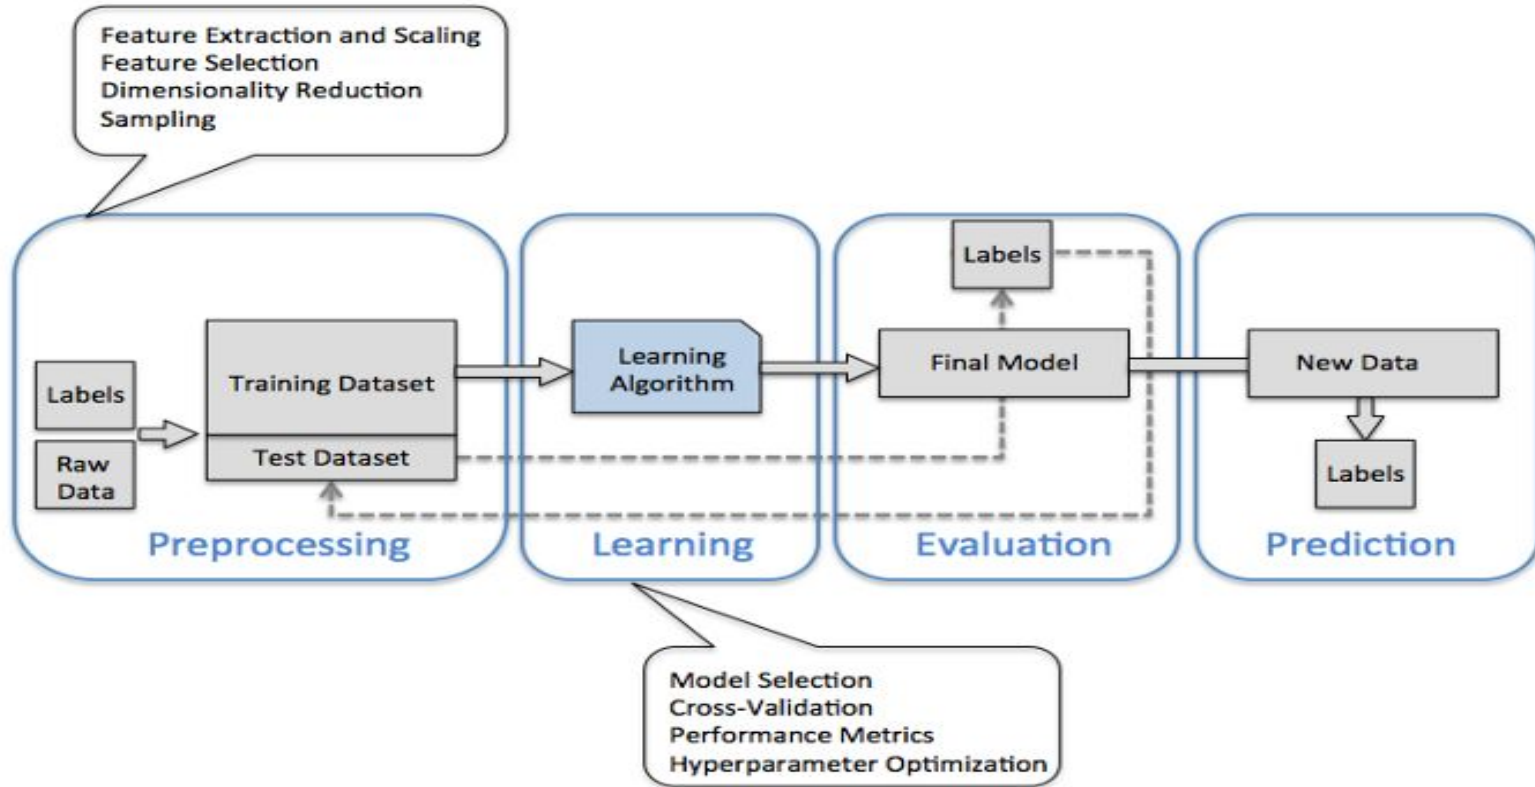 Feature Extraction and Scaling
Feature Selection
Dimensionality Reduction
Sampling
Labels
Raw
Data
Training Dataset
Test Dataset
Preprocessing
Learning
Algorithm
Learning
Labels
Final Model
Evaluation
New Data
Labels
Prediction
Model Selection
Cross-Validation
Performance Metrics
Hyperparameter Optimization